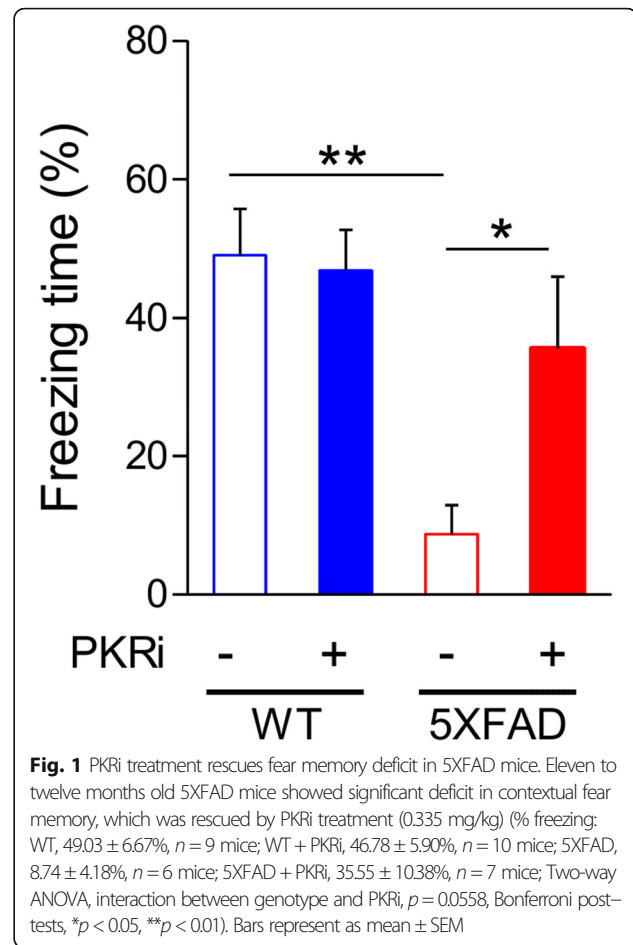 80
60
40
20
0
Freezing time (%)
**
*
PKRi - + - +
WT 5XFAD
Fig. 1 PKRi treatment rescues fear memory deficit in 5XFAD mice. Eleven to
twelve months old 5XFAD mice showed significant deficit in contextual fear
memory, which was rescued by PKRi treatment (0.335 mg/kg) (% freezing:
WT, 49.03 ± 6.67%, n = 9 mice; WT + PKRi, 46.78 ± 5.90%, n = 10 mice; 5XFAD,
8.74 ± 4.18%, n = 6 mice; 5XFAD + PKRi, 35.55 ± 10.38%, n = 7 mice; Two-way
ANOVA, interaction between genotype and PKRi, p = 0.0558, Bonferroni post–
tests, *p < 0.05, **p < 0.01). Bars represent as mean ± SEM